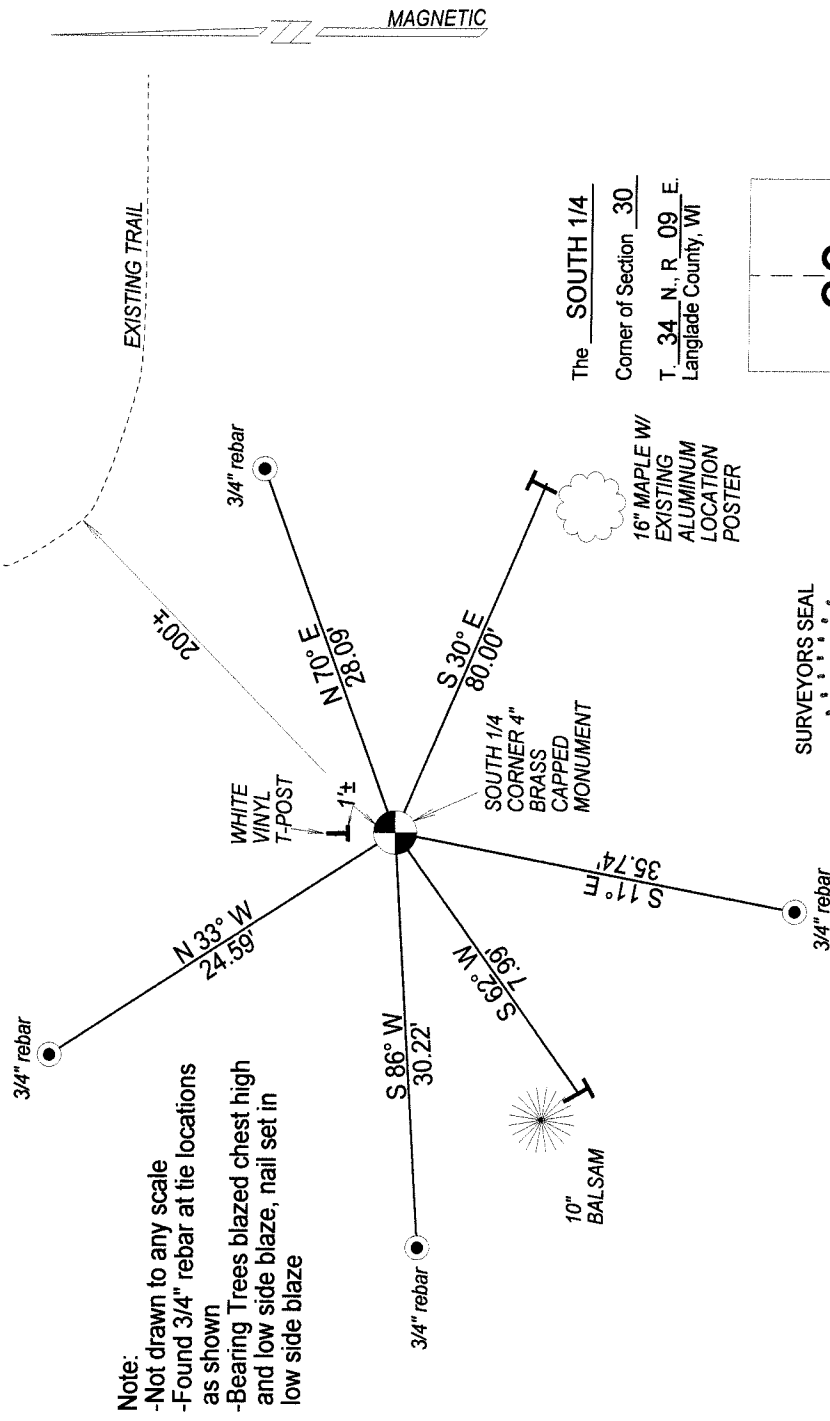 MAGNETIC
EXISTING TRAIL
3/4" rebar
200'±
N 70° E
28.09'
S 30° E
80.00'
16" MAPLE W/
EXISTING
ALUMINUM
LOCATION
POSTER
The SOUTH 1/4
Corner of Section 30
T. 34 N., R 09 E.
Langlade County, WI
WHITE
VINYL
T-POST
1'±
SOUTH 1/4
CORNER 4"
BRASS
CAPPED
MONUMENT
SURVEYORS SEAL
N 33° W
24.59'
3/4" rebar
S 86° W
30.22'
3/4" rebar
S 62° W
7.99'
10"
BALSAM
S 11° E
35.74'
3/4" rebar
Note:
-Not drawn to any scale
-Found 3/4" rebar at tie locations
as shown
-Bearing Trees blazed chest high
and low side blaze, nail set in
low side blaze